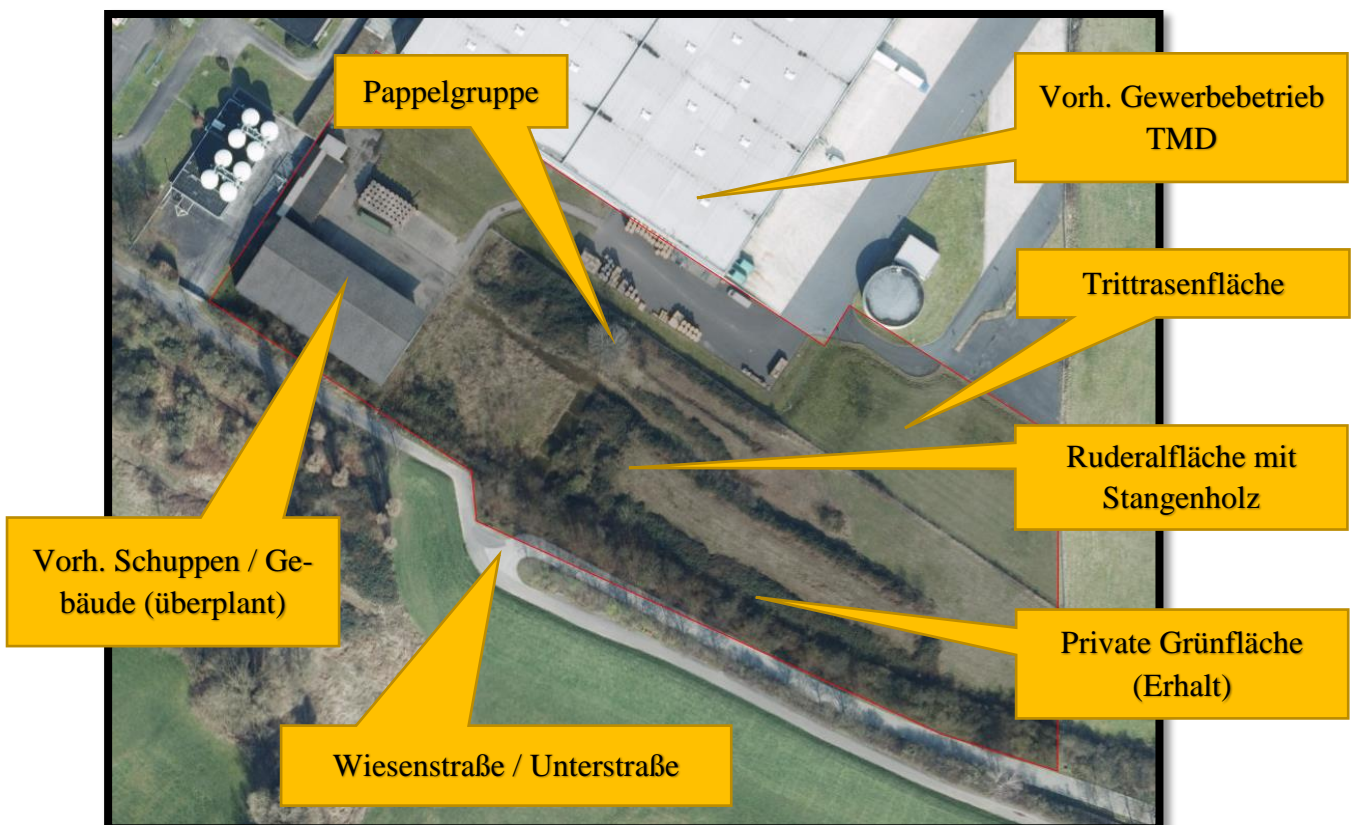 Pappelgruppe
Vorh. Gewerbebetrieb
TMD
Trittrasenfläche
Ruderalfläche mit
Stangenholz
Vorh. Schuppen / Ge-
bäude (überplant)
Private Grünfläche
(Erhalt)
Wiesenstraße / Unterstraße